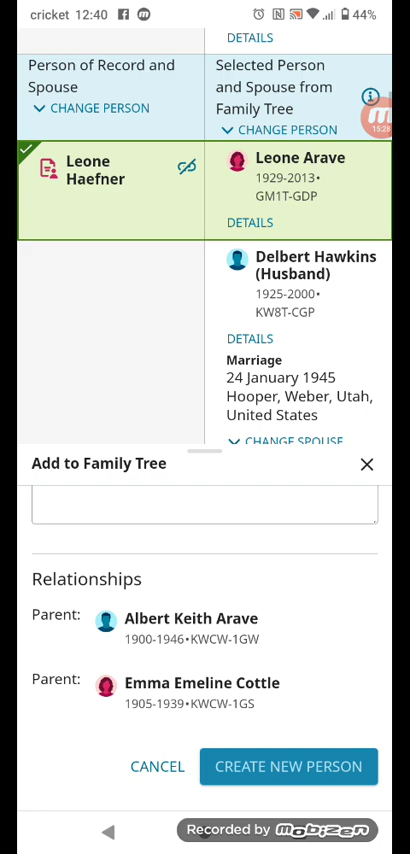 cricket 12:40 44%
DETAILS
Person of Record and
Spouse
CHANGE PERSON
Selected Person
and Spouse from
Family Tree
CHANGE PERSON
15:28
Leone
Haefner
Leone Arave
1929-2013•
GM1T-GDP
DETAILS
Delbert Hawkins
(Husband)
1925-2000•
KW8T-CGP
DETAILS
Marriage
24 January 1945
Hooper, Weber, Utah,
United States
CHANGE SPOUSE
Add to Family Tree
Relationships
Parent: Albert Keith Arave
1900-1946•KWCW-1GW
Parent: Emma Emeline Cottle
1905-1939•KWCW-1GS
CANCEL CREATE NEW PERSON
Recorded by mobizen